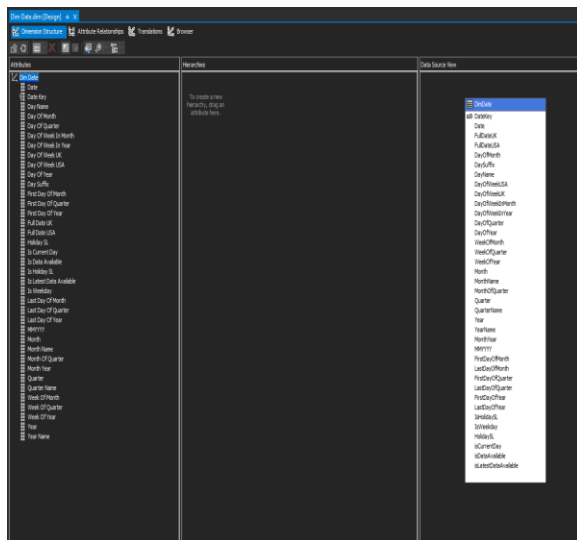 Dim Date.dim [Design]
Dimension Structure Attribute Relationships Translations Browser
Attributes
Dim Date
Date
Date Key
Day Name
Day Of Month
Day Of Quarter
Day Of Week In Month
Day Of Week In Year
Day Of Week UK
Day Of Week USA
Day Of Year
Day Suffix
First Day Of Month
First Day Of Quarter
First Day Of Year
Full Date UK
Full Date USA
Holiday SL
Is Current Day
Is Data Available
Is Holiday SL
Is Latest Data Available
Is Weekday
Last Day Of Month
Last Day Of Quarter
Last Day Of Year
MMYYYY
Month
Month Name
Month Of Quarter
Month Year
Quarter
Quarter Name
Week Of Month
Week Of Quarter
Week Of Year
Year
Year Name
Hierarchies
To create a new
hierarchy, drag an
attribute here.
Data Source View
DimDate
DateKey
Date
FullDateUK
FullDateUSA
DayOfMonth
DaySuffix
DayName
DayOfWeekUSA
DayOfWeekUK
DayOfWeekInMonth
DayOfWeekInYear
DayOfQuarter
DayOfYear
WeekOfMonth
WeekOfQuarter
WeekOfYear
Month
MonthName
MonthOfQuarter
Quarter
QuarterName
Year
YearName
MonthYear
MMYYYY
FirstDayOfMonth
LastDayOfMonth
FirstDayOfQuarter
LastDayOfQuarter
FirstDayOfYear
LastDayOfYear
IsHolidaySL
IsWeekday
HolidaySL
isCurrentDay
isDataAvailable
isLatestDataAvailable